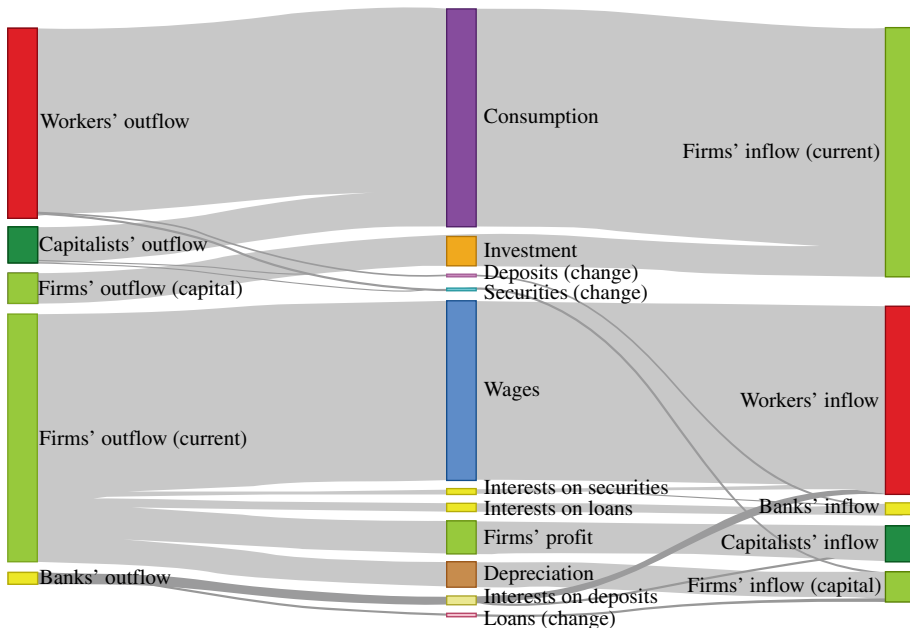 Workers’ outflow
Capitalists’ outflow
Firms’ outflow (capital)
Firms’ outflow (current)
Banks’ outflow
Consumption
Investment
Deposits (change)
Securities (change)
Wages
Interests on securities
Interests on loans
Firms’ profit
Depreciation
Interests on deposits
Loans (change)
Firms’ inflow (current)
Workers’ inflow
Banks’ inflow
Capitalists’ inflow
Firms’ inflow (capital)